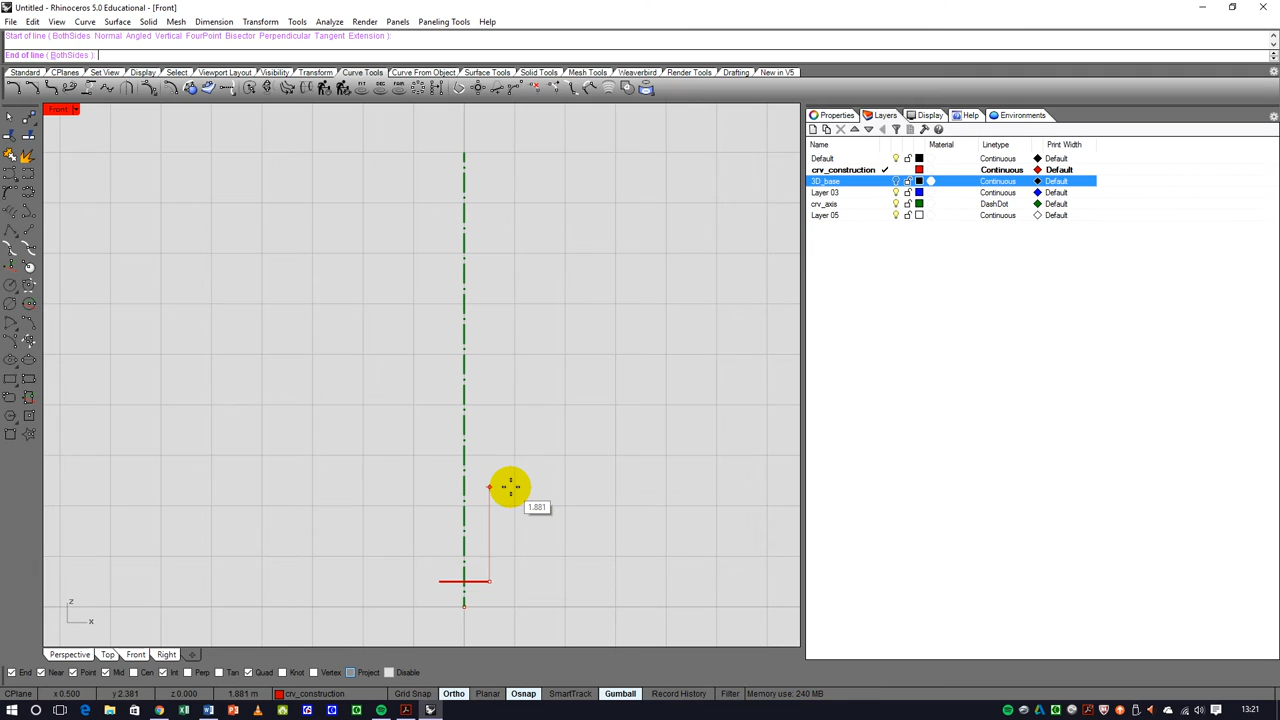 Untitled - Rhinoceros 5.0 Educational - [Front]
File Edit View Curve Surface Solid Mesh Dimension Transform Tools Analyze Render Panels Paneling Tools Help
Start of line ( BothSides Normal Angled Vertical FourPoint Bisector Perpendicular Tangent Extension ):
End of line ( BothSides ):
Standard CPlanes Set View Display Select Viewport Layout Visibility Transform Curve Tools Curve From Object Surface Tools Solid Tools Mesh Tools Weaverbird Render Tools Drafting New in V5
Front
Properties Layers Display Help Environments
Name Material Linetype Print Width
Default Continuous Default
crv_construction Continuous Default
3D_base Continuous Default
Layer 03 Continuous Default
crv_axis DashDot Default
Layer 05 Continuous Default
1.881
z
x
Perspective Top Front Right
End Near Point Mid Cen Int Perp Tan Quad Knot Vertex Project Disable
CPlane x 0.500 y 2.381 z 0.000 1.881 m crv_construction Grid Snap Ortho Planar Osnap SmartTrack Gumball Record History Filter Memory use: 240 MB
13:21